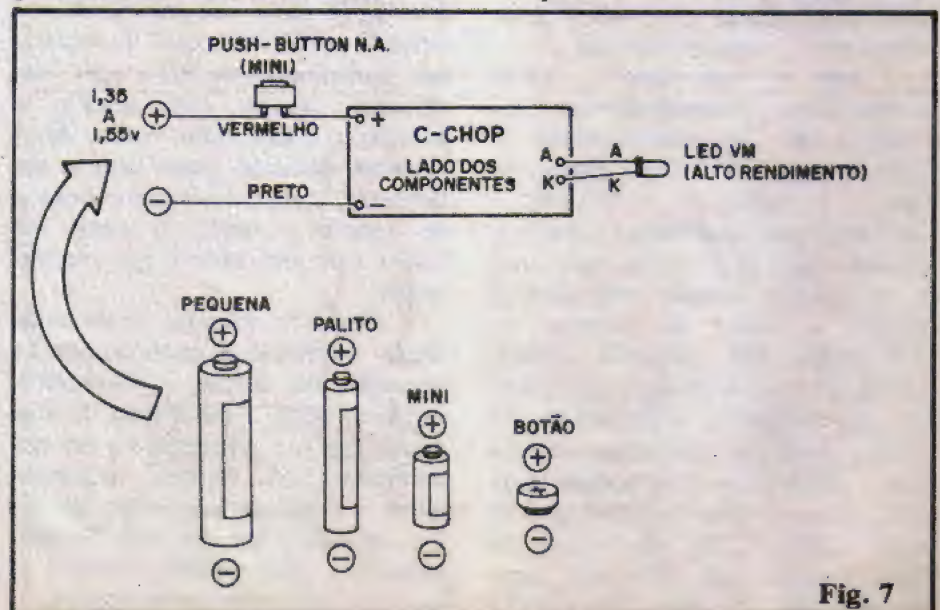 PUSH-BUTTON N.A.
(MINI)
1,35
A
1,55v
+
VERMELHO
+
C-CHOP
LADO DOS
COMPONENTES
A
K
A
K
LED VM
(ALTO RENDIMENTO)
−
PRETO
−
PEQUENA
+
PALITO
+
MINI
+
BOTÃO
+
−
−
−
−
Fig. 7